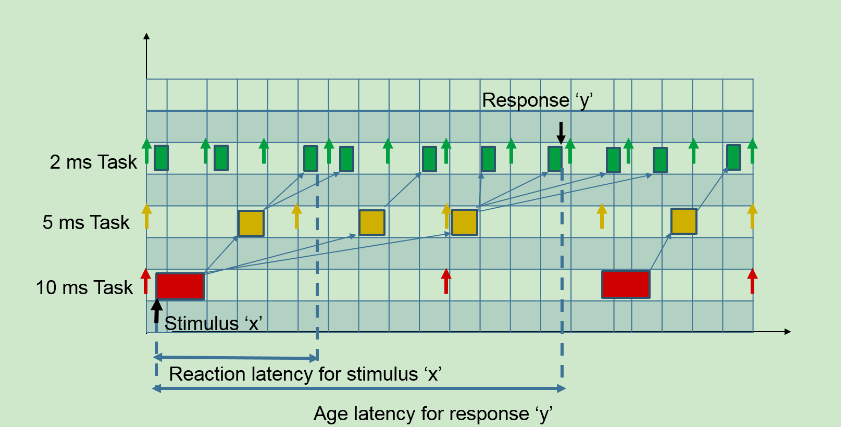 Response ‘y’
2 ms Task
5 ms Task
10 ms Task
Stimulus ‘x’
Reaction latency for stimulus ‘x’
Age latency for response ‘y’